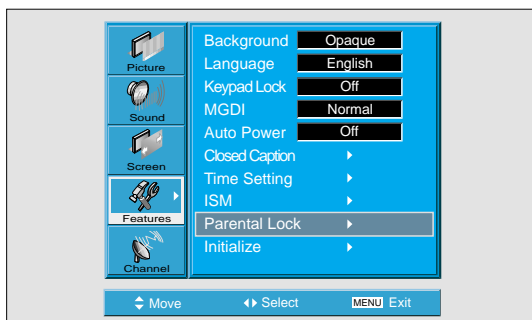 Picture
Sound
Screen
Features
Channel
Background Opaque
Language English
Keypad Lock Off
MGDI Normal
Auto Power Off
Closed Caption
Time Setting
ISM
Parental Lock
Initialize
Move Select MENU Exit